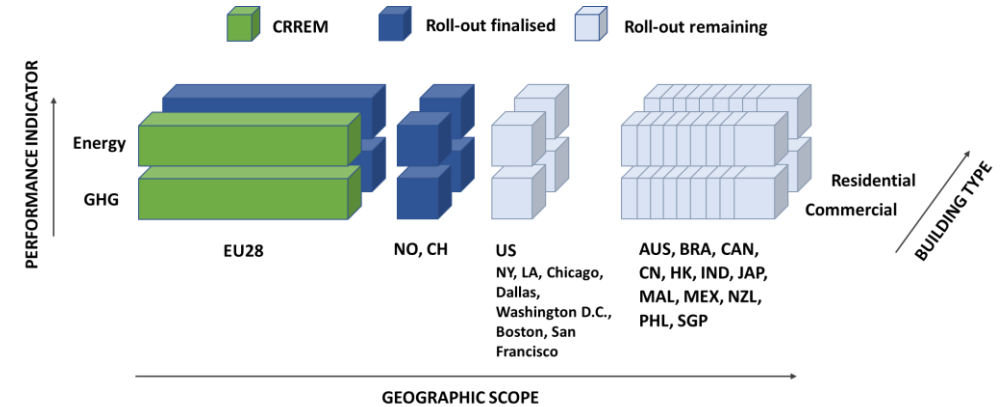 CRREM
Roll-out finalised
Roll-out remaining
PERFORMANCE INDICATOR
Energy
GHG
Residential
Commercial
BUILDING TYPE
EU28
NO, CH
US
NY, LA, Chicago,
Dallas,
Washington D.C.,
Boston, San
Francisco
AUS, BRA, CAN,
CN, HK, IND, JAP,
MAL, MEX, NZL,
PHL, SGP
GEOGRAPHIC SCOPE